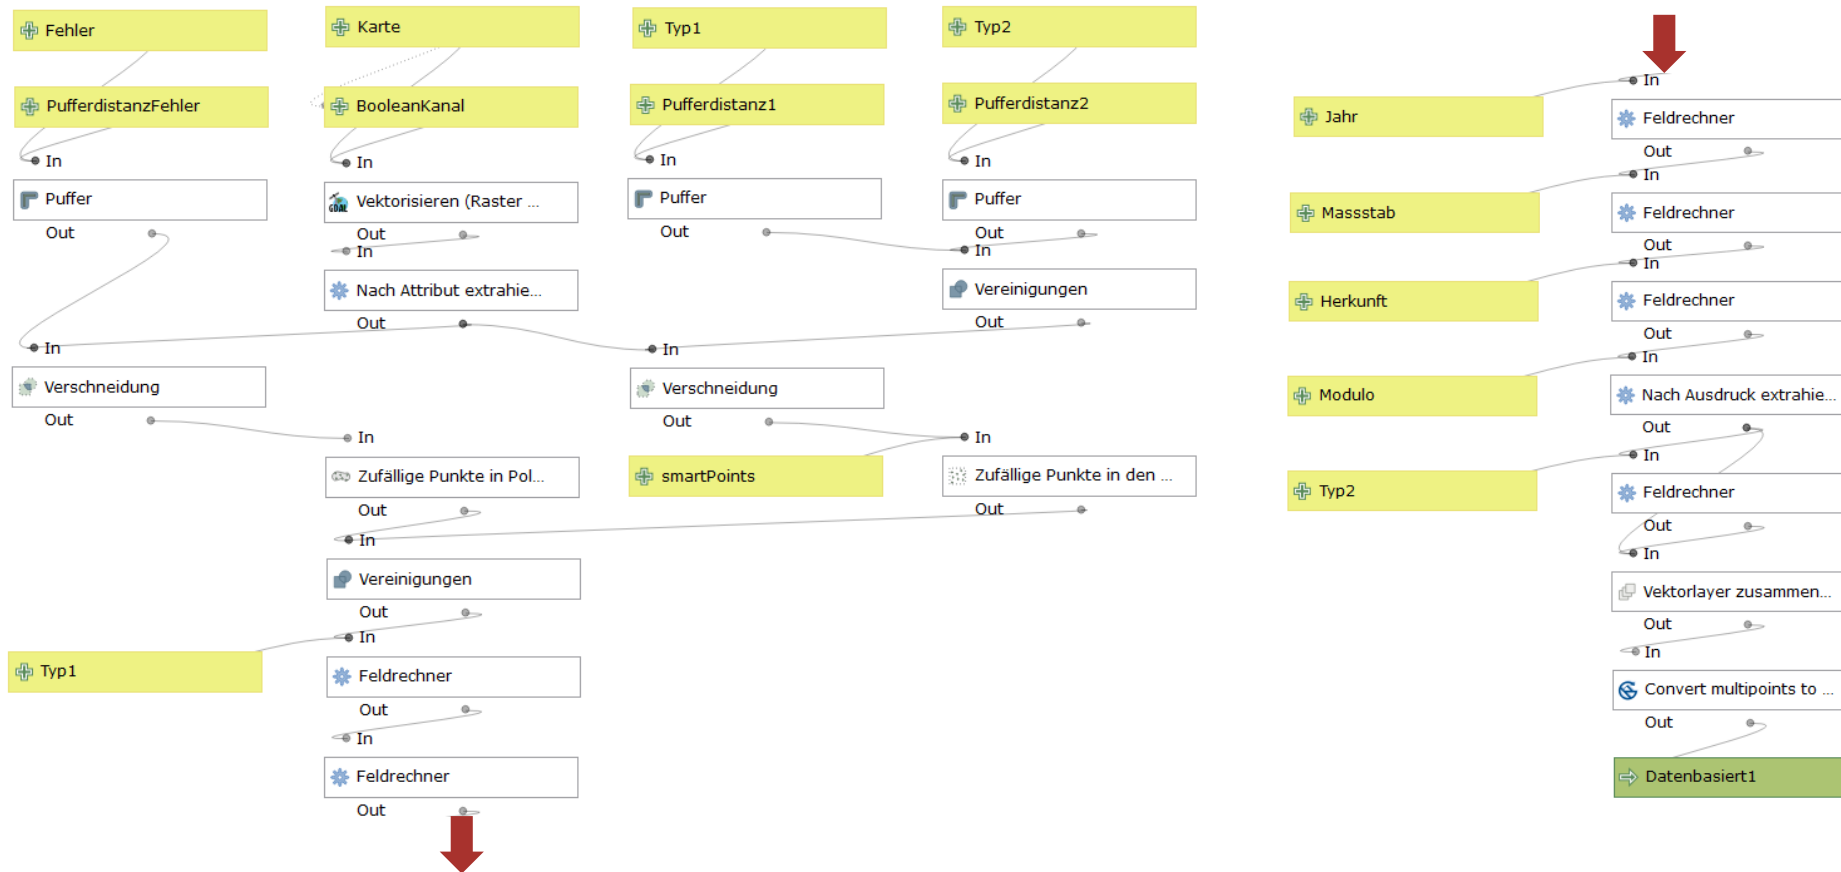 Fehler
Karte
Typ1
Typ2
PufferdistanzFehler
BooleanKanal
Pufferdistanz1
Pufferdistanz2
In
In
In
In
Puffer
Vektorisieren (Raster ...
Puffer
Puffer
Out
Out
In
Out
Out
In
Nach Attribut extrahie...
Vereinigungen
Out
Out
In
In
Verschneidung
Verschneidung
Out
Out
In
In
Zufällige Punkte in Pol...
smartPoints
Zufällige Punkte in den ...
Out
Out
In
Vereinigungen
Out
In
Typ1
Feldrechner
Out
In
Feldrechner
Out
In
Jahr
Feldrechner
Out
In
Massstab
Feldrechner
Out
In
Herkunft
Feldrechner
Out
In
Modulo
Nach Ausdruck extrahie...
Out
In
Typ2
Feldrechner
Out
In
Vektorlayer zusammen...
Out
In
Convert multipoints to ...
Out
Datenbasiert1